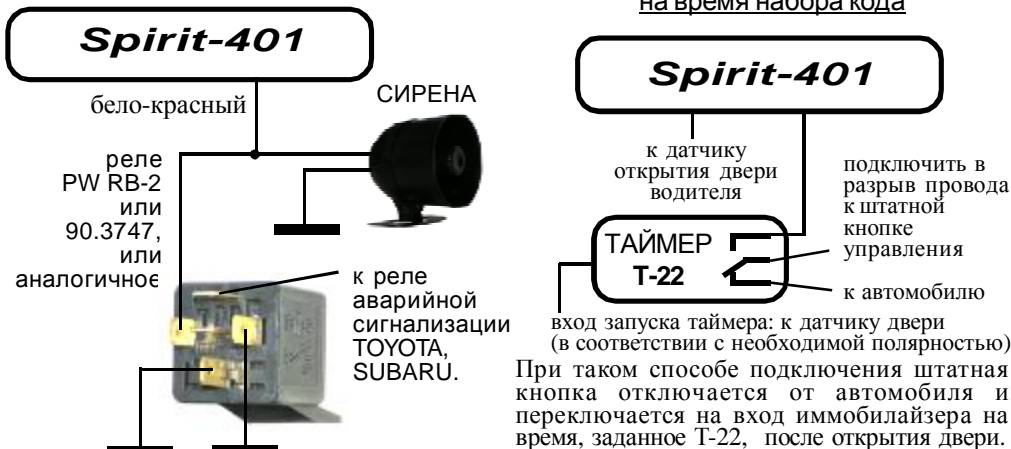 Spirit-401
бело-красный
СИРЕНА
реле
PW RB-2
или
90.3747,
или
аналогичное
к реле
аварийной
сигнализации
TOYOTA,
SUBARU.
на время набора кода
Spirit-401
к датчику
открытия двери
водителя
подключить в
разрыв провода
к штатной
кнопке
управления
ТАЙМЕР
Т-22
к автомобилю
вход запуска таймера: к датчику двери
(в соответствии с необходимой полярностью)
При таком способе подключения штатная
кнопка отключается от автомобиля и
переключается на вход иммобилайзера на
время, заданное Т-22, после открытия двери.